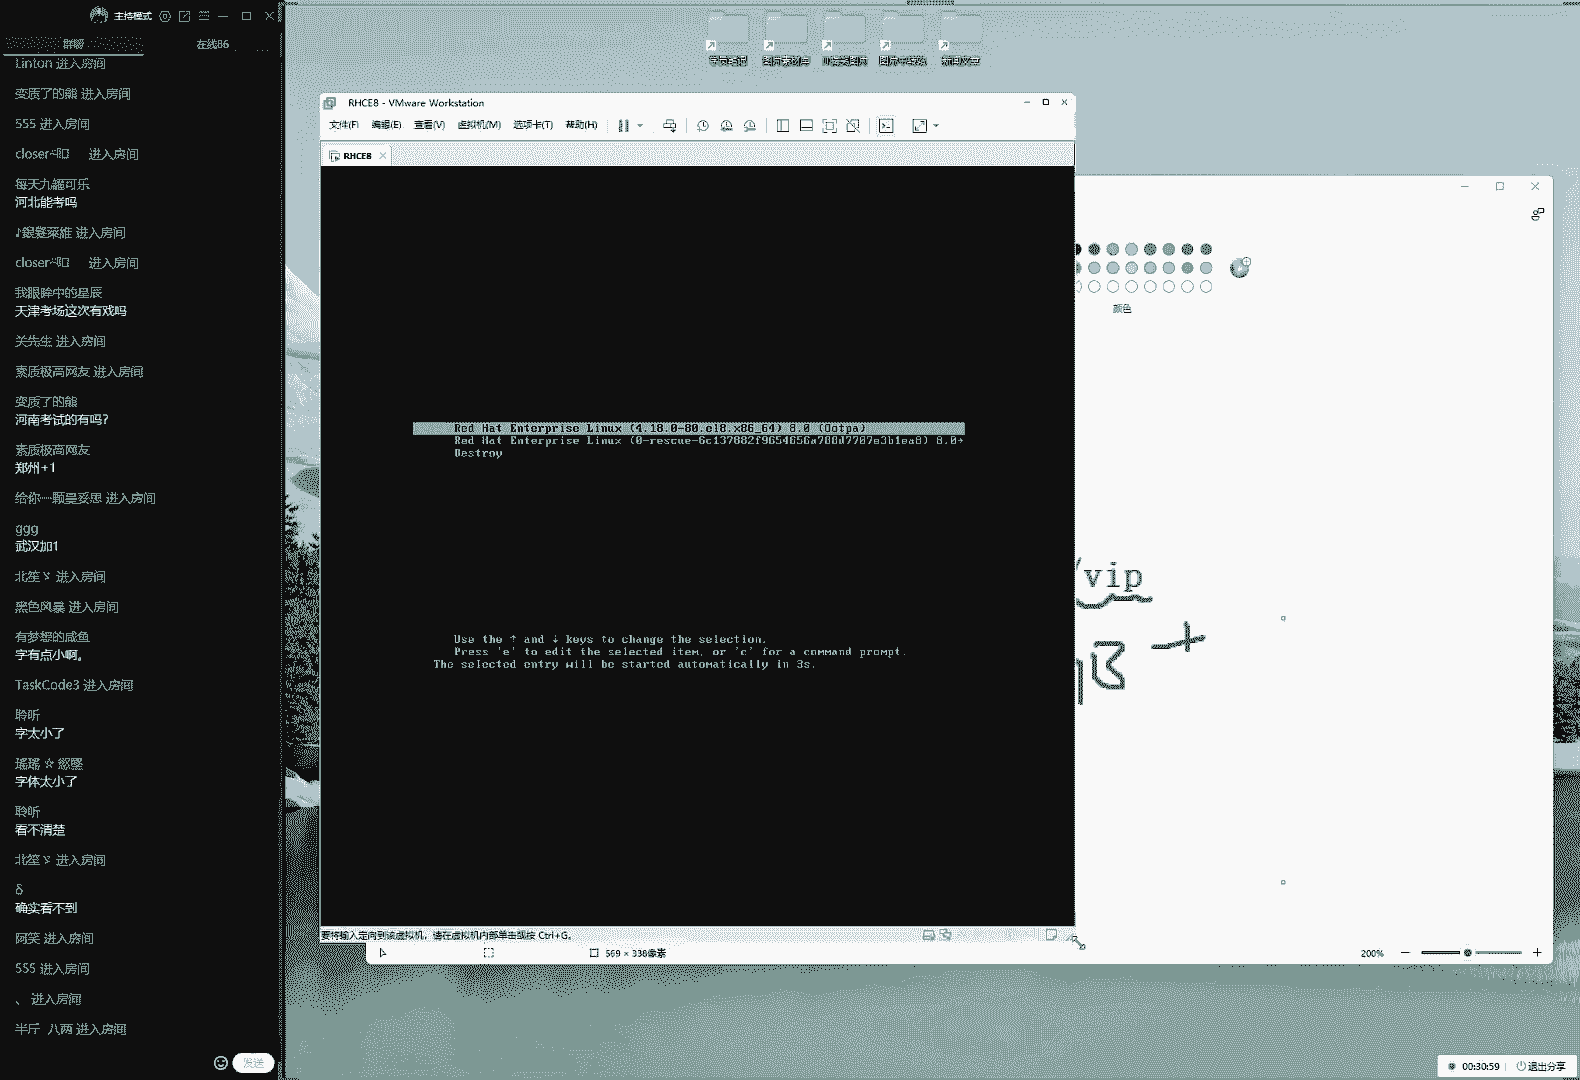 主持模式
群聊
在线86
Linton 进入房间
变质了的熊 进入房间
555 进入房间
closer 进入房间
每天九罐可乐
河北能考吗
进入房间
closer 进入房间
我眼眸中的星辰
天津考场这次有戏吗
关先生 进入房间
素质极高网友 进入房间
变质了的熊
河南考试的有吗?
素质极高网友
郑州+1
给你一颗星 进入房间
ggg
武汉加1
北笙 进入房间
黑色风暴 进入房间
有梦想的咸鱼
字有点小啊。
TaskCode3 进入房间
聆听
字太小了
瑶瑶 ☆
字体太小了
聆听
看不清楚
北笙 进入房间
δ
确实看不到
阿笑 进入房间
555 进入房间
、 进入房间
半斤 八两 进入房间
发送
RHCE8 - VMware Workstation
文件(F) 编辑(E) 查看(V) 虚拟机(M) 选项卡(T) 帮助(H)
RHCE8
Red Hat Enterprise Linux (4.18.0-80.el8.x86_64) 8.0 (Ootpa)
Red Hat Enterprise Linux (0-rescue-6c137882f9654656a788d7707e3b1ea8) 8.0→
Destroy
Use the ↑ and ↓ keys to change the selection.
Press 'e' to edit the selected item, or 'c' for a command prompt.
The selected entry will be started automatically in 3s.
要将输入定向到该虚拟机，请在虚拟机内部单击或按 Ctrl+G。
颜色
/vip
569 × 338像素
200%
00:30:59
退出分享